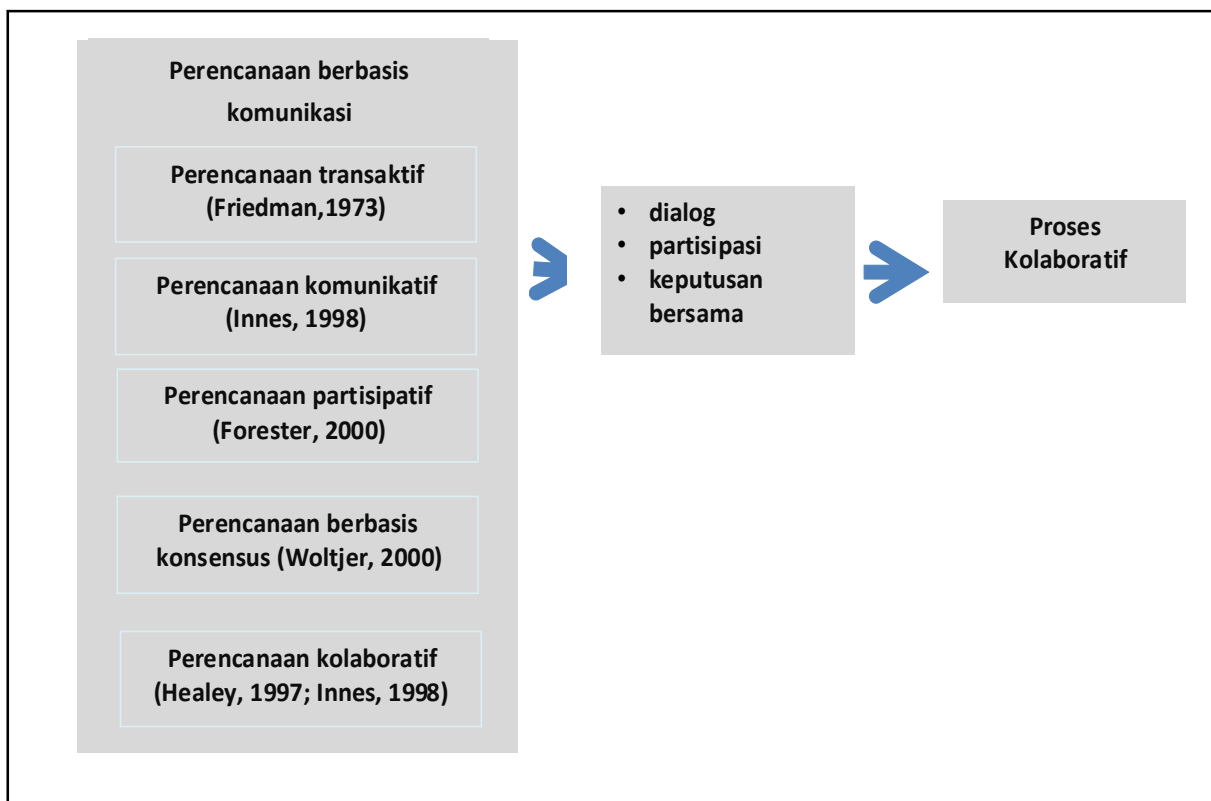 Perencanaan berbasis
komunikasi
Perencanaan transaktif
(Friedman,1973)
Perencanaan komunikatif
(Innes, 1998)
Perencanaan partisipatif
(Forester, 2000)
Perencanaan berbasis
konsensus (Woltjer, 2000)
Perencanaan kolaboratif
(Healey, 1997; Innes, 1998)
• dialog
• partisipasi
• keputusan
bersama
Proses
Kolaboratif